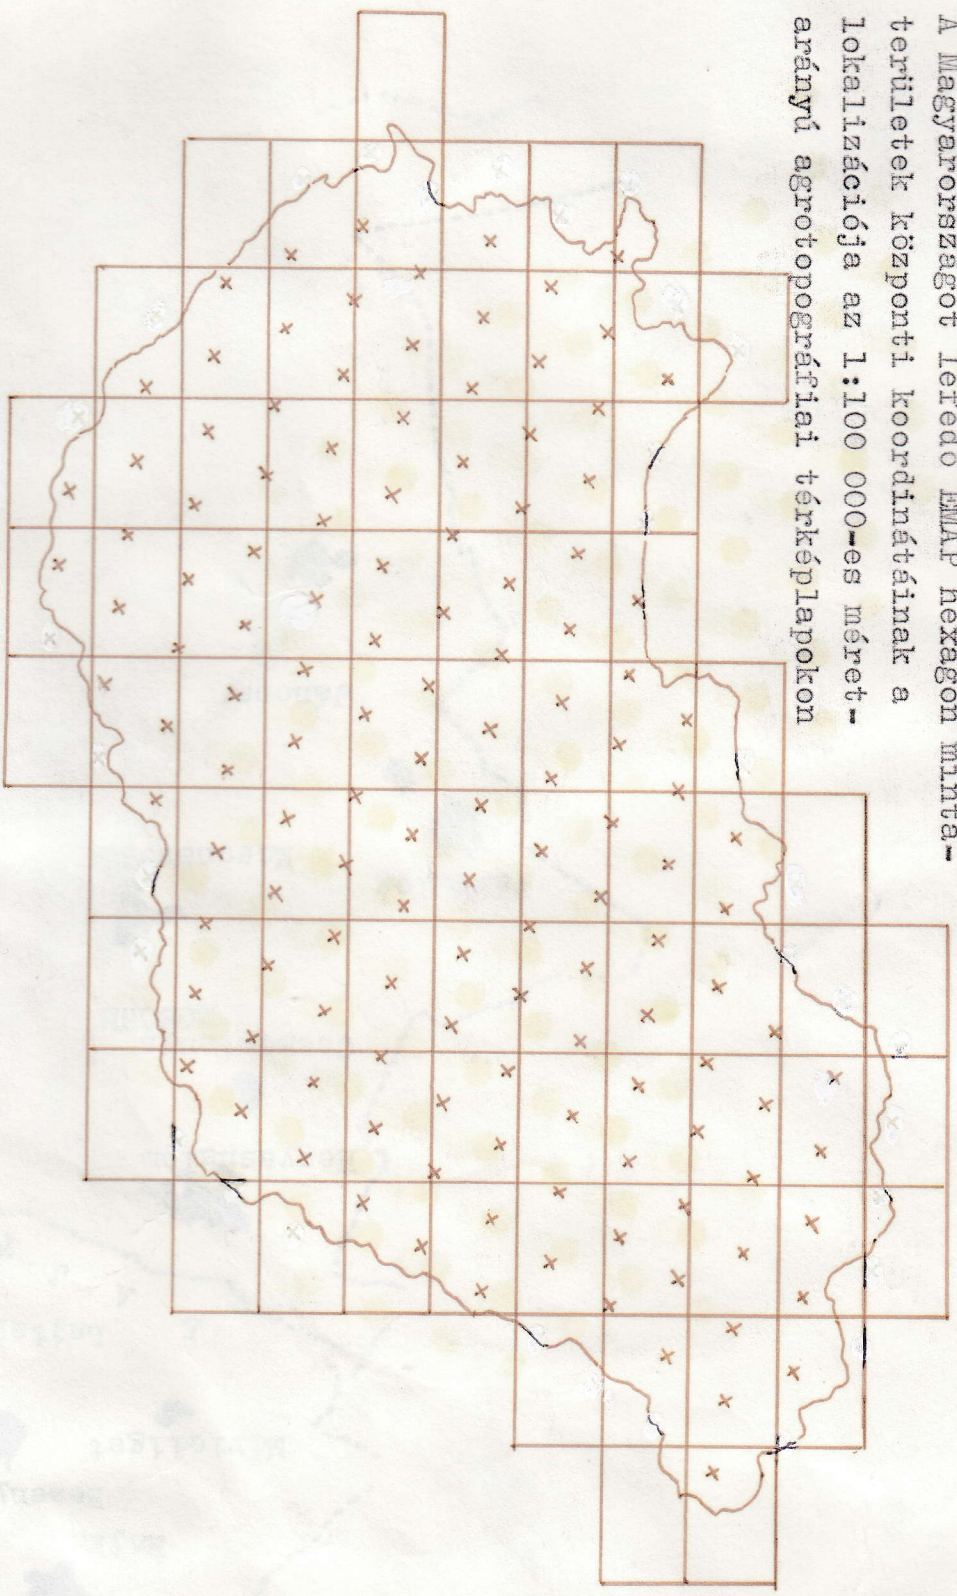 A Magyarországot lefedő EMAP hexagon minta-
területek központi koordinátáinak a
lokalizációja az 1:100 000-es méret-
arányú agrotopográfiai térképlapokon